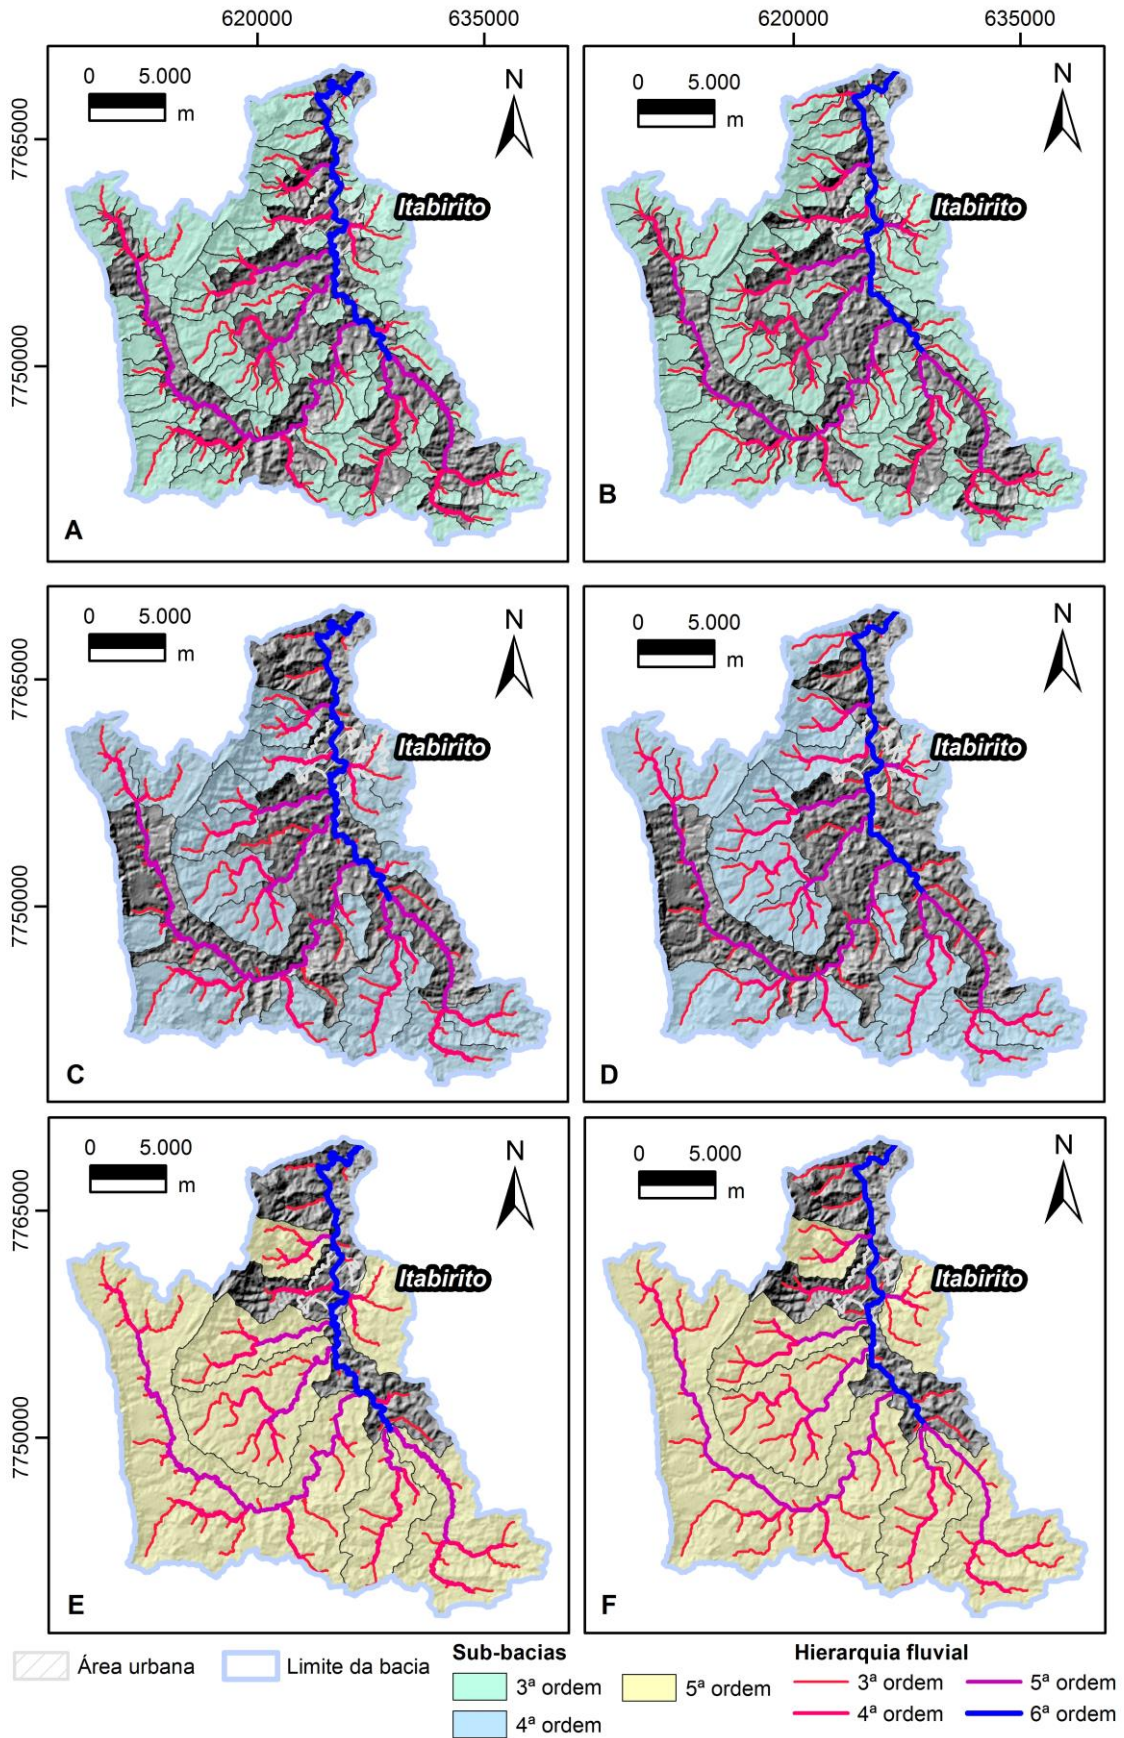 620000 635000 620000 635000
0 5.000 m N
7765000
7750000
Itabirito
A
0 5.000 m N
Itabirito
B
0 5.000 m N
7765000
7750000
Itabirito
C
0 5.000 m N
Itabirito
D
0 5.000 m N
7765000
7750000
Itabirito
E
0 5.000 m N
Itabirito
F
Área urbana
Limite da bacia
Sub-bacias
3ª ordem
4ª ordem
5ª ordem
Hierarquia fluvial
3ª ordem
4ª ordem
5ª ordem
6ª ordem